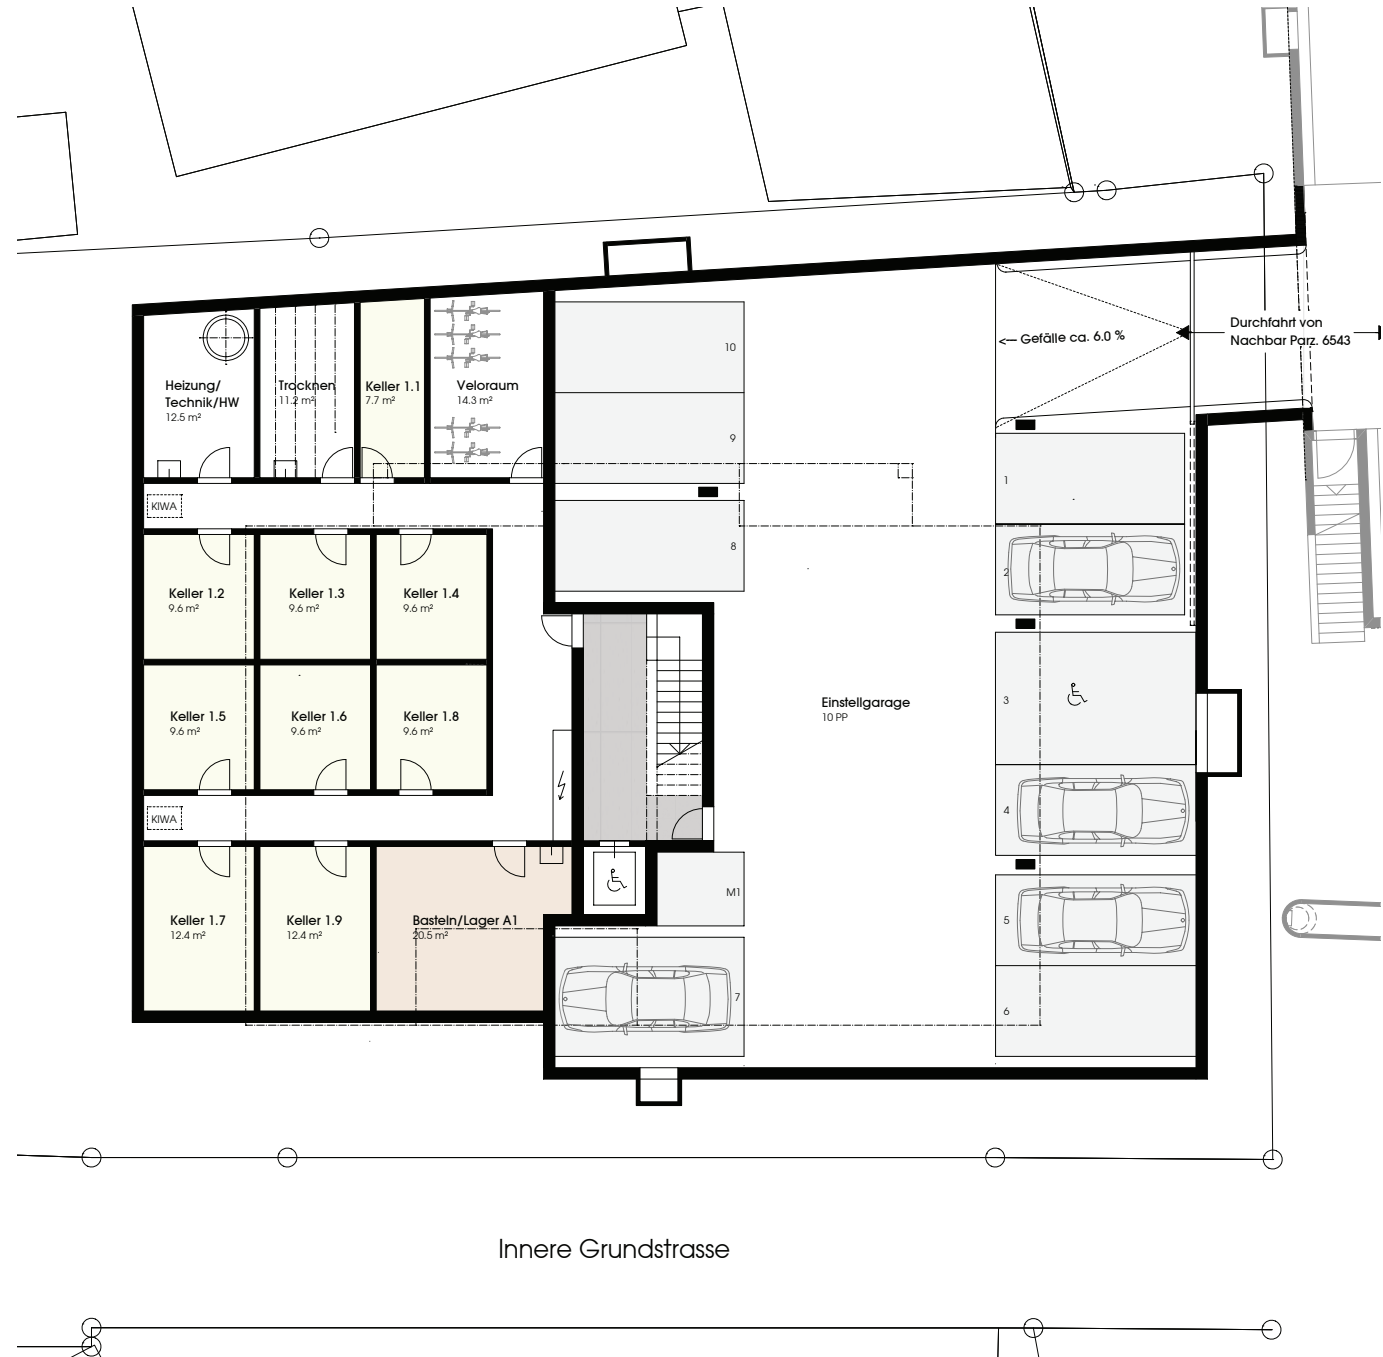 10
Durchfahrt von
Nachbar Parz. 6543
Gefälle ca. 6.0 %
Heizung/
Technik/HW
12.5 m²
Trocknen
11.2 m²
Keller 1.1
7.7 m²
Veloraum
14.3 m²
9
1
KIWA
8
2
Keller 1.2
9.6 m²
Keller 1.3
9.6 m²
Keller 1.4
9.6 m²
Einstellgarage
10 PP
3
Keller 1.5
9.6 m²
Keller 1.6
9.6 m²
Keller 1.8
9.6 m²
4
KIWA
M1
5
Keller 1.7
12.4 m²
Keller 1.9
12.4 m²
Basteln/Lager A1
20.5 m²
7
6
Innere Grundstrasse